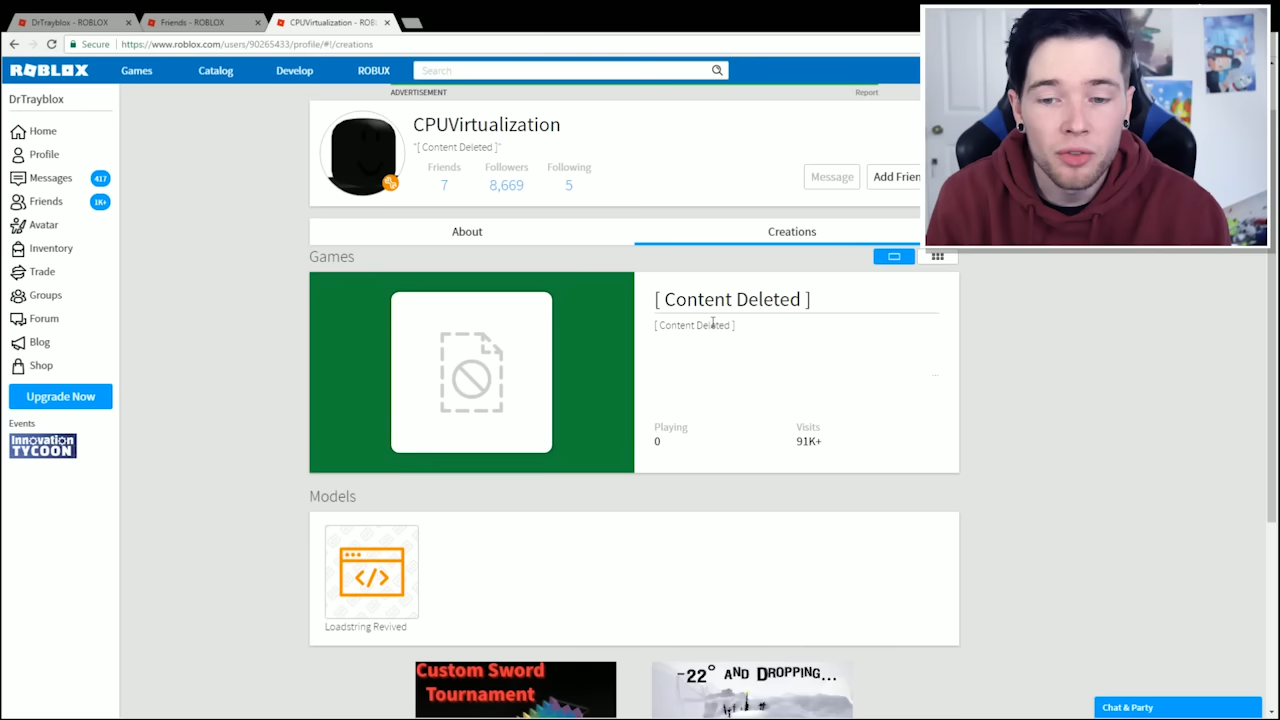 DrTrayblox - ROBLOX
Friends - ROBLOX
CPUVirtualization - ROB
Secure https://www.roblox.com/users/90265433/profile/#!/creations
ROBLOX Games Catalog Develop ROBUX Search
DrTrayblox
Home
Profile
Messages 417
Friends 1K+
Avatar
Inventory
Trade
Groups
Forum
Blog
Shop
Upgrade Now
Events
Innovation
TYCOON
ADVERTISEMENT Report
CPUVirtualization
"[ Content Deleted ]"
Friends Followers Following
7 8,669 5
Message Add Frien
About Creations
Games
[ Content Deleted ]
[ Content Deleted ]
...
Playing Visits
0 91K+
Models
Loadstring Revived
Custom Sword
Tournament
-22° AND DROPPING...
Chat & Party